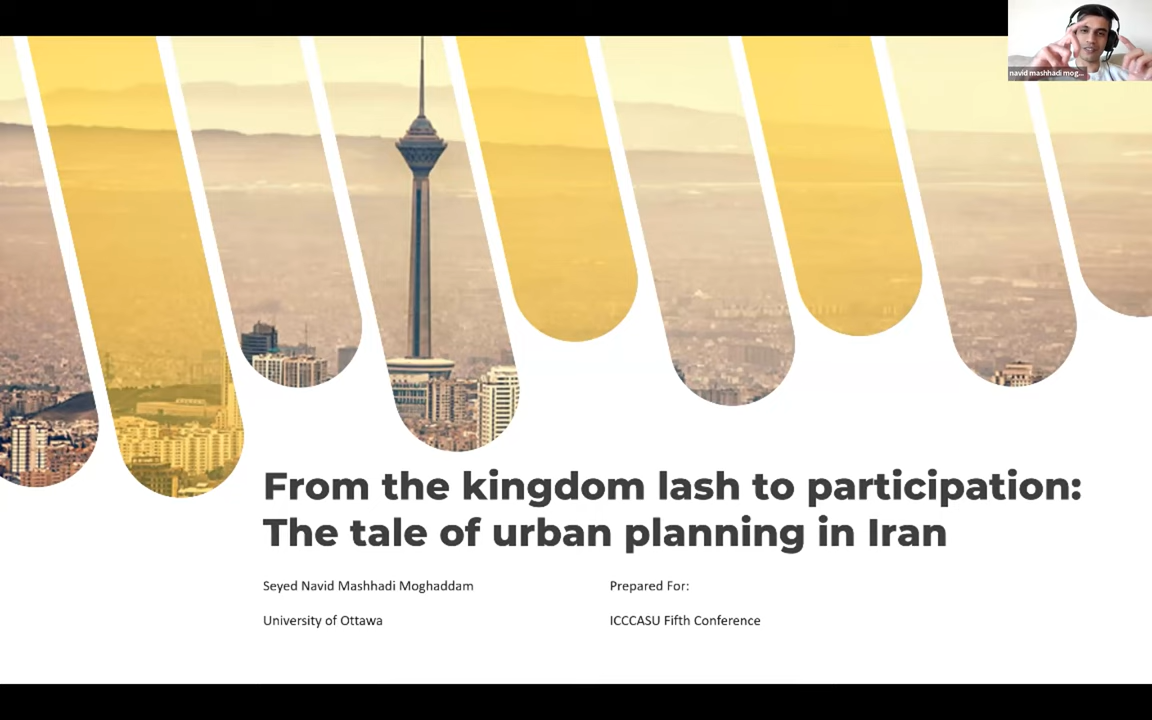 navid mashhadi mog...
From the kingdom lash to participation:
The tale of urban planning in Iran
Seyed Navid Mashhadi Moghaddam
Prepared For:
University of Ottawa
ICCCASU Fifth Conference